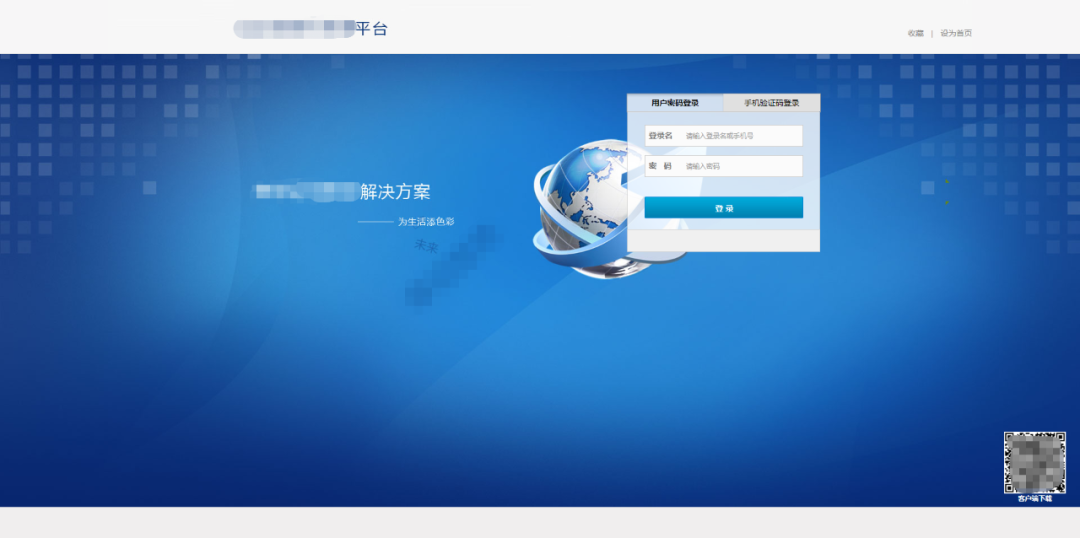 平台
收藏 | 设为首页
用户密码登录 手机验证码登录
登录名 请输入登录名或手机号
密 码 请输入密码
登 录
解决方案
为生活添色彩
未来
客户端下载